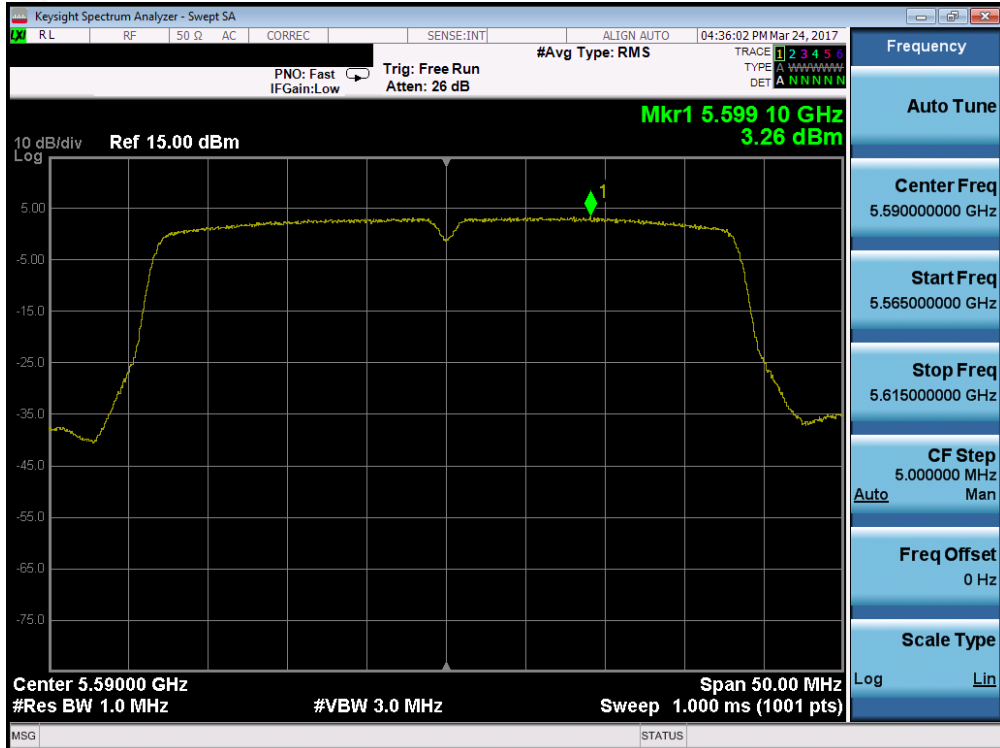 Keysight Spectrum Analyzer - Swept SA
LXI RL RF 50 Ω AC CORREC SENSE:INT ALIGN AUTO 04:36:02 PM Mar 24, 2017
PNO: Fast
IFGain:Low
Trig: Free Run
Atten: 26 dB
#Avg Type: RMS
TRACE 1 2 3 4 5 6
TYPE A WWWWW
DET A N N N N N
Mkr1 5.599 10 GHz
3.26 dBm
10 dB/div
Log
Ref 15.00 dBm
1
5.00
-5.00
-15.0
-25.0
-35.0
-45.0
-55.0
-65.0
-75.0
Center 5.59000 GHz
#Res BW 1.0 MHz
#VBW 3.0 MHz
Span 50.00 MHz
Sweep 1.000 ms (1001 pts)
MSG
STATUS
Frequency
Auto Tune
Center Freq
5.590000000 GHz
Start Freq
5.565000000 GHz
Stop Freq
5.615000000 GHz
CF Step
5.000000 MHz
Auto Man
Freq Offset
0 Hz
Scale Type
Log Lin